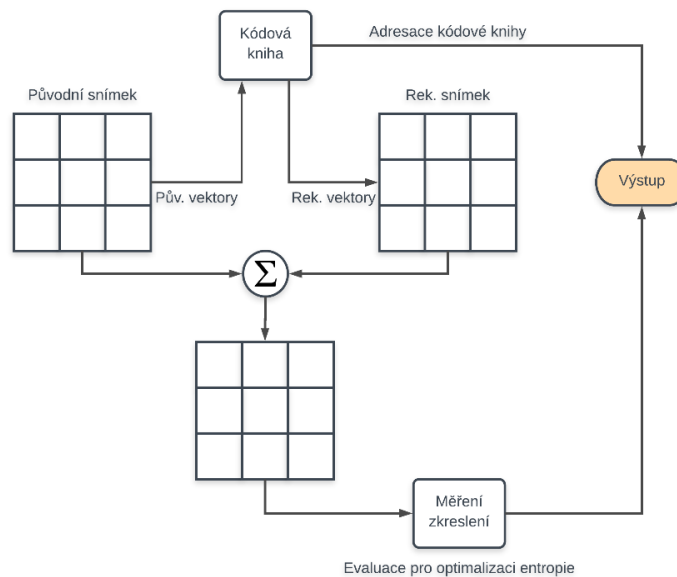 Kódová
kniha
Adresace kódové knihy
Původní snímek
Rek. snímek
Výstup
Pův. vektory
Rek. vektory
Σ
Měření
zkreslení
Evaluace pro optimalizaci entropie